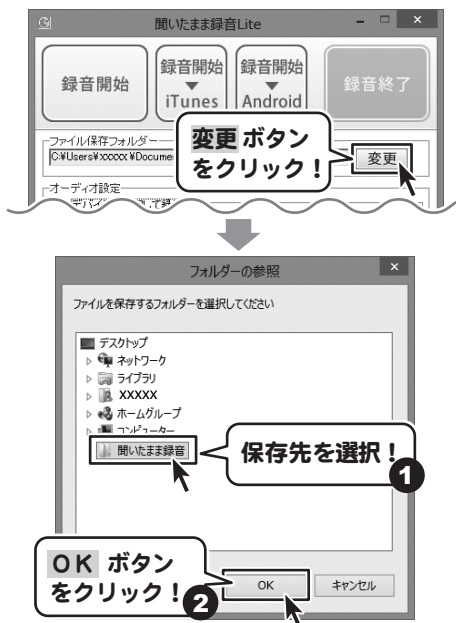 聞いたまま録音Lite
録音開始
録音開始
▼
iTunes
録音開始
▼
Android
録音終了
ファイル保存フォルダー
C:¥Users¥xxxxx¥Docume
変更
変更 ボタン
をクリック!
オーディオ設定
フォルダーの参照
ファイルを保存するフォルダーを選択してください
デスクトップ
ネットワーク
ライブラリ
XXXXX
ホームグループ
コンピューター
聞いたまま録音
保存先を選択!
1
OK ボタン
をクリック!
2
OK
キャンセル